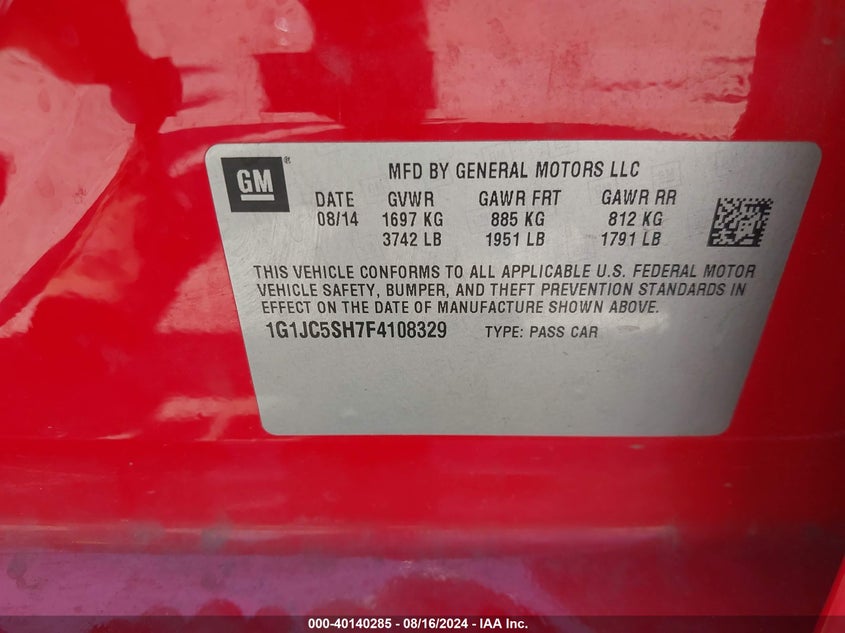 GM®
MFD BY GENERAL MOTORS LLC
DATE GVWR GAWR FRT GAWR RR
08/14 1697 KG 885 KG 812 KG
3742 LB 1951 LB 1791 LB
THIS VEHICLE CONFORMS TO ALL APPLICABLE U.S. FEDERAL MOTOR
VEHICLE SAFETY, BUMPER, AND THEFT PREVENTION STANDARDS IN
EFFECT ON THE DATE OF MANUFACTURE SHOWN ABOVE.
1G1JC5SH7F4108329 TYPE: PASS CAR
000-40140285 - 08/16/2024 - IAA Inc.